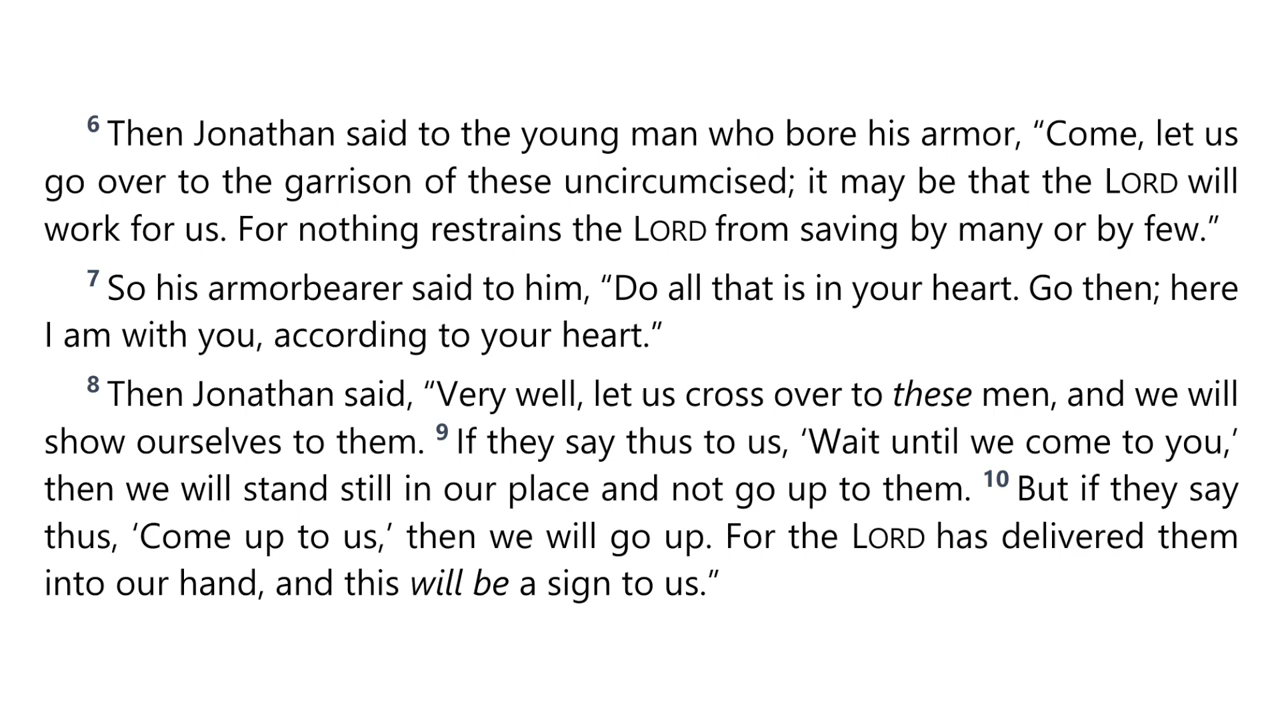 6 Then Jonathan said to the young man who bore his armor, “Come, let us
go over to the garrison of these uncircumcised; it may be that the LORD will
work for us. For nothing restrains the LORD from saving by many or by few.”
7 So his armorbearer said to him, “Do all that is in your heart. Go then; here
I am with you, according to your heart.”
8 Then Jonathan said, “Very well, let us cross over to these men, and we will
show ourselves to them. 9 If they say thus to us, ‘Wait until we come to you,’
then we will stand still in our place and not go up to them. 10 But if they say
thus, ‘Come up to us,’ then we will go up. For the LORD has delivered them
into our hand, and this will be a sign to us.”